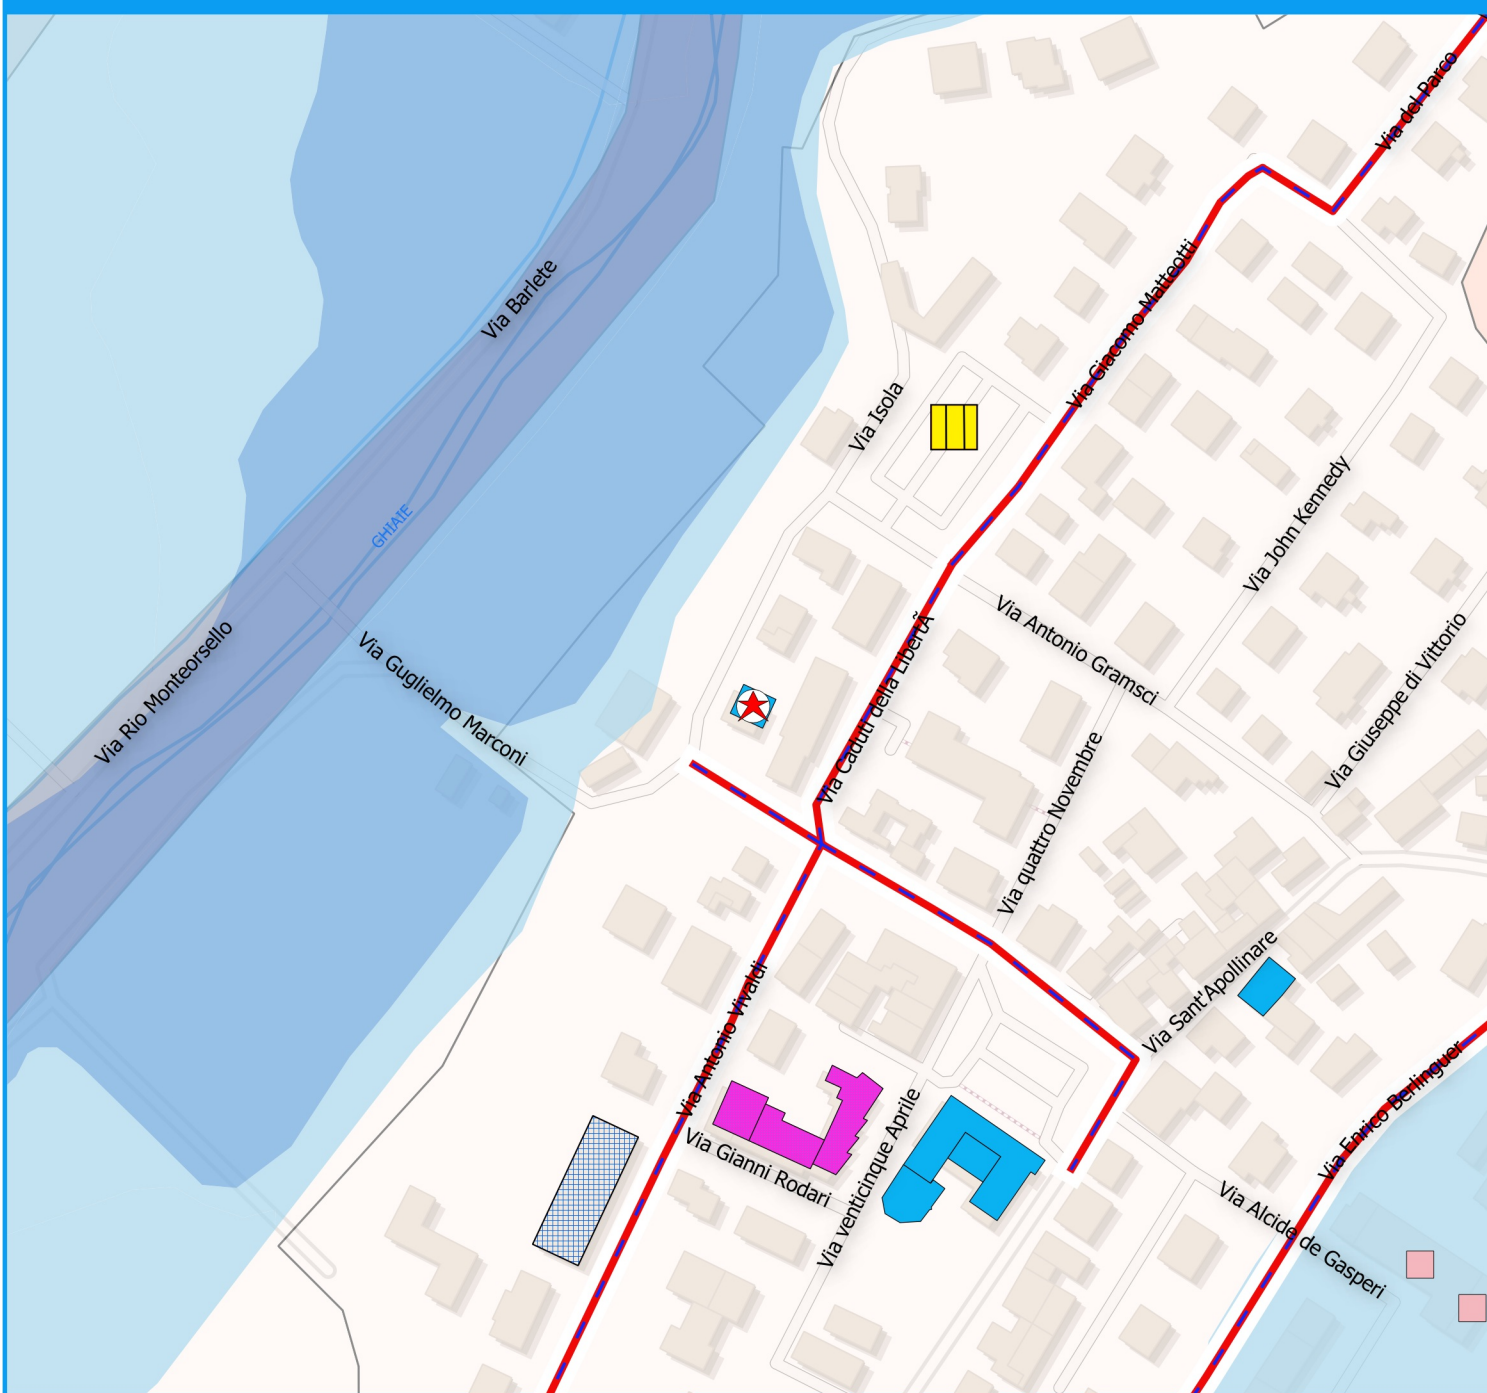 Via del Parco
Via Giacomo Matteotti
Via Barlete
Via Isola
GHIAIE
Via John Kennedy
Via Antonio Gramsci
Via Caduti della LibertÃ
Via Giuseppe di Vittorio
Via Rio Monteorsello
Via Guglielmo Marconi
Via quattro Novembre
Via Sant'Apollinare
Via Antonio Vivaldi
Via Enrico Berlinguer
Via Gianni Rodari
Via venticinque Aprile
Via Alcide de Gasperi